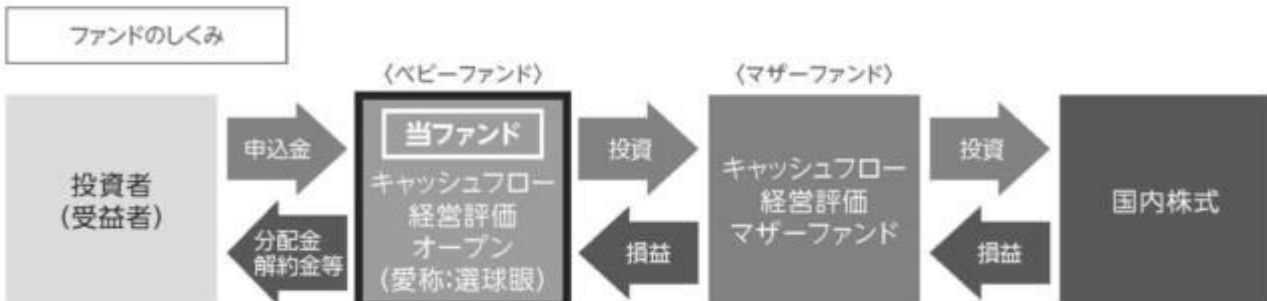 ファンドのしくみ
〈ベビーファンド〉
〈マザーファンド〉
投資者
(受益者)
申込金
分配金
解約金等
当ファンド
キャッシュフロー
経営評価
オープン
(愛称:選球眼)
投資
損益
キャッシュフロー
経営評価
マザーファンド
投資
損益
国内株式